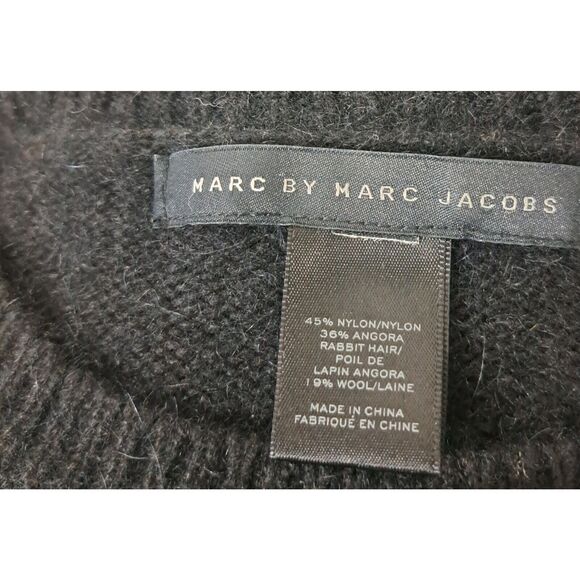 MARC BY MARC JACOBS
45% NYLON/NYLON
36% ANGORA
RABBIT HAIR/
POIL DE
LAPIN ANGORA
19% WOOL/LAINE
MADE IN CHINA
FABRIQUÉ EN CHINE